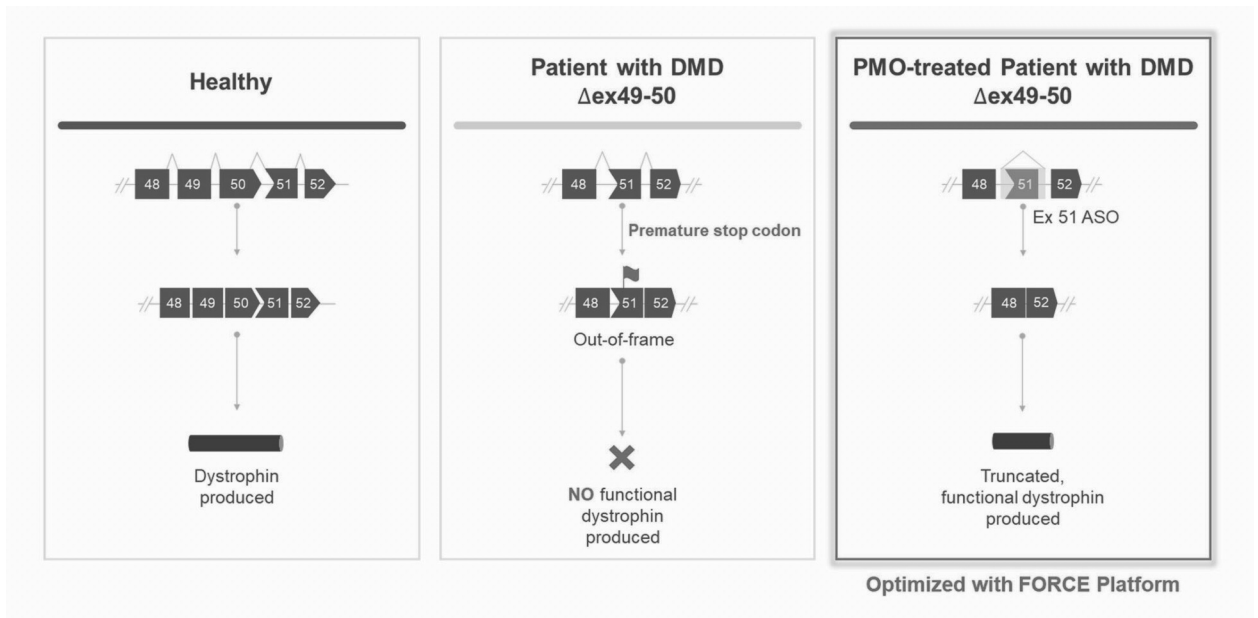 Healthy
48 49 50 51 52
48 49 50 51 52
Dystrophin
produced
Patient with DMD
Δex49-50
48 51 52
Premature stop codon
48 51 52
Out-of-frame
NO functional
dystrophin
produced
PMO-treated Patient with DMD
Δex49-50
48 51 52
Ex 51 ASO
48 52
Truncated,
functional dystrophin
produced
Optimized with FORCE Platform